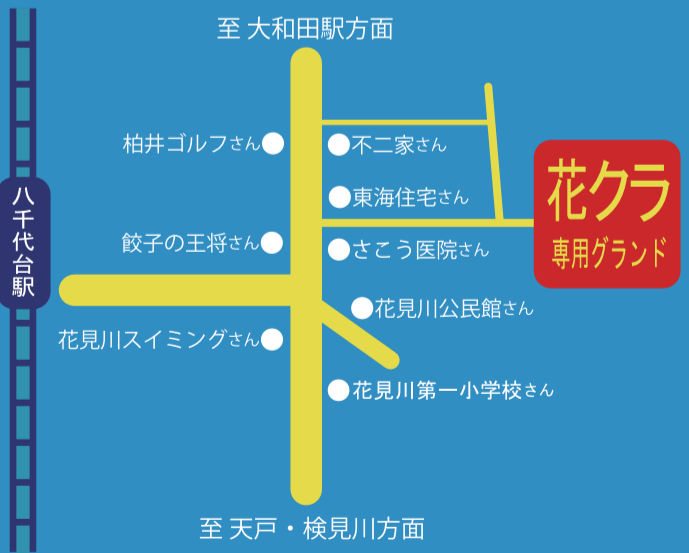 至 大和田駅方面
柏井ゴルフさん
不二家さん
東海住宅さん
花クラ
専用グランド
八千代台駅
餃子の王将さん
さこう医院さん
花見川公民館さん
花見川スイミングさん
花見川第一小学校さん
至 天戸・検見川方面